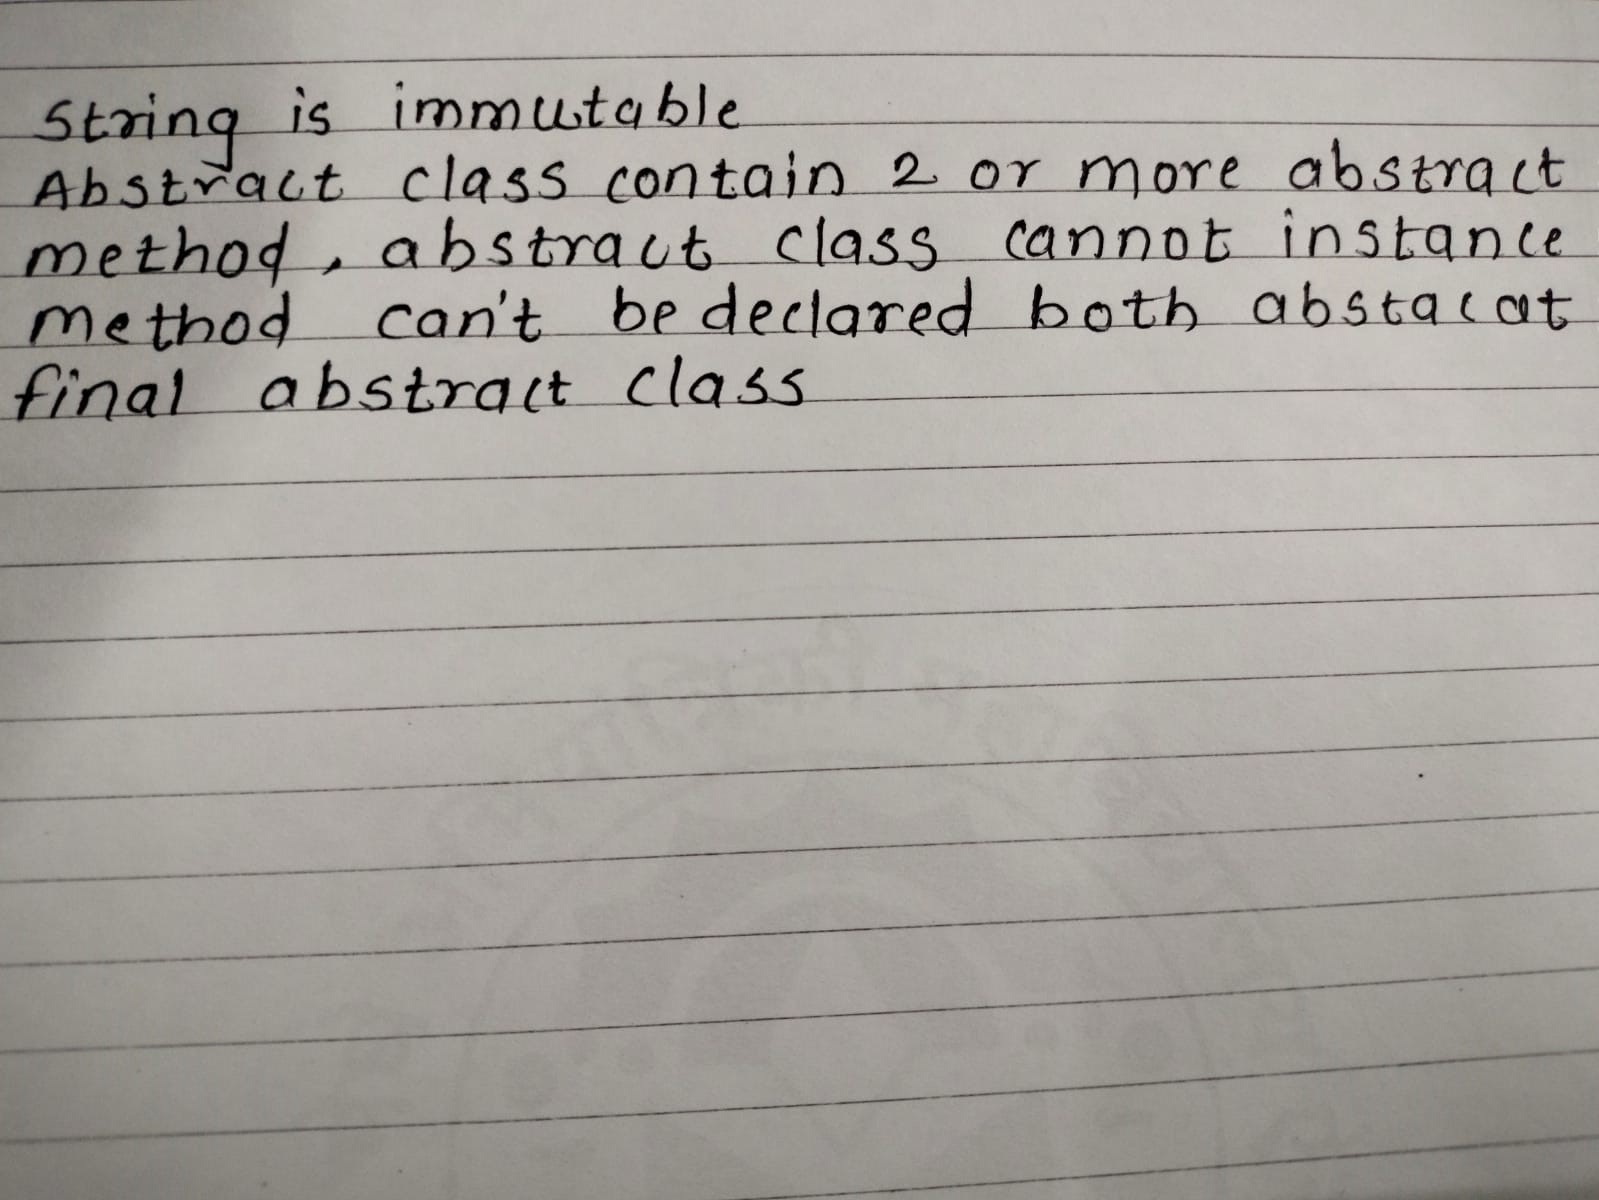 String is immutable
Abstract class contain 2 or more abstract
method, abstract class cannot instance
method can't be declared both abstacat
final abstract class